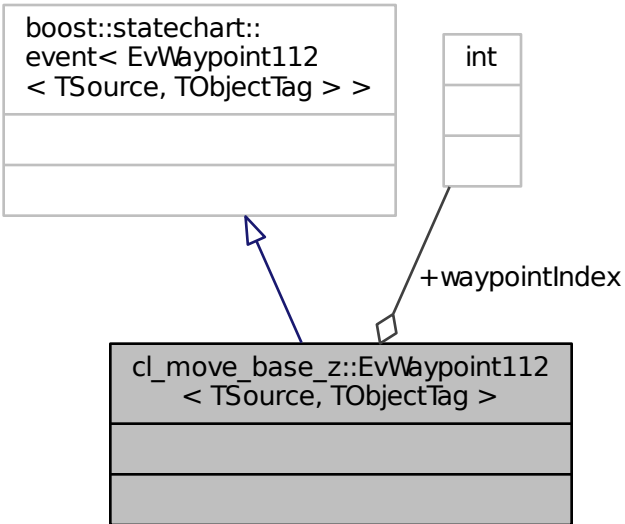 boost::statechart::
event< EvWaypoint112
< TSource, TObjectTag > >
int
+waypointIndex
cl_move_base_z::EvWaypoint112
< TSource, TObjectTag >